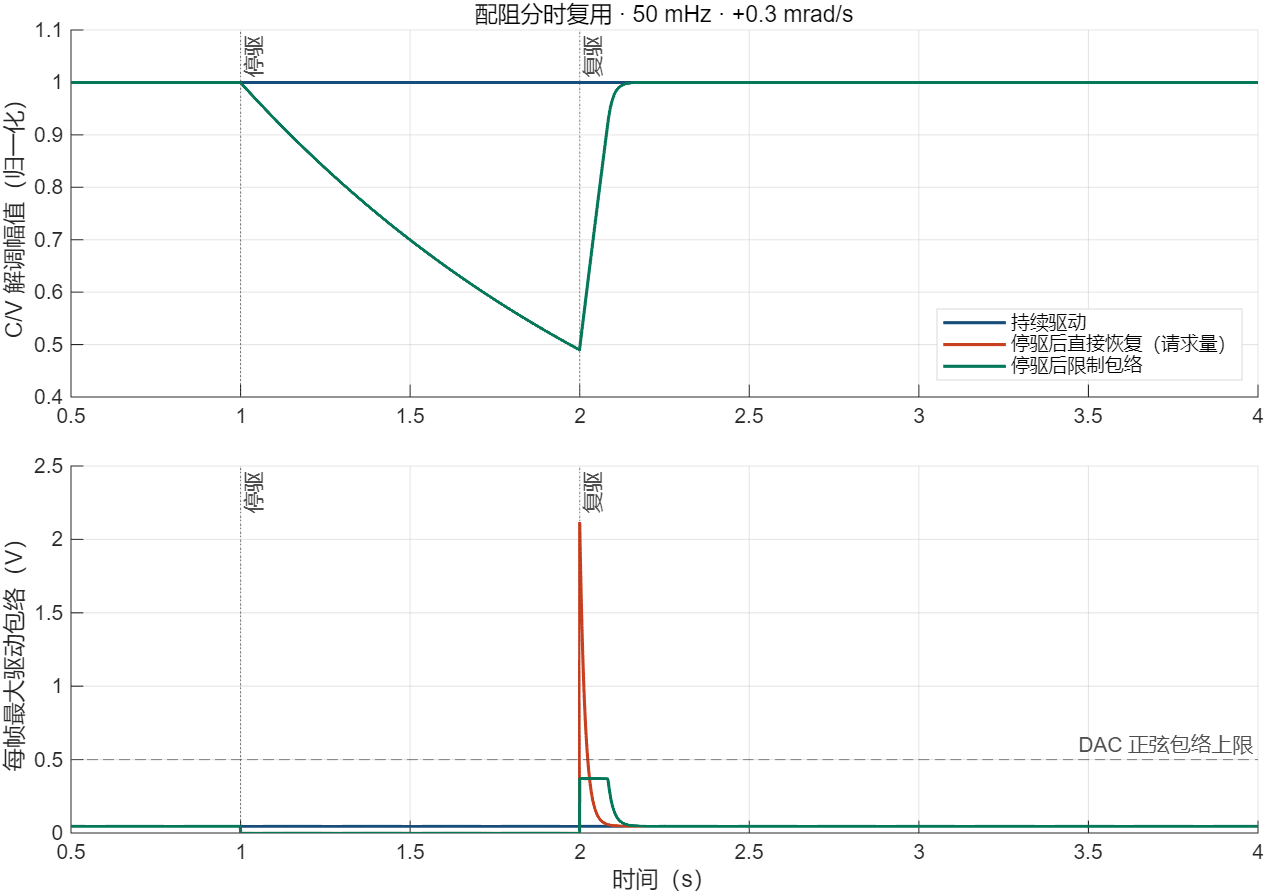 配阻分时复用 · 50 mHz · +0.3 mrad/s
1.1
1
0.9
0.8
0.7
0.6
0.5
0.4
C/V 解调幅值（归一化）
停驱
复驱
持续驱动
停驱后直接恢复（请求量）
停驱后限制包络
0.5 1 1.5 2 2.5 3 3.5 4
2.5
2
1.5
1
0.5
0
每帧最大驱动包络（V）
停驱
复驱
DAC 正弦包络上限
0.5 1 1.5 2 2.5 3 3.5 4
时间（s）